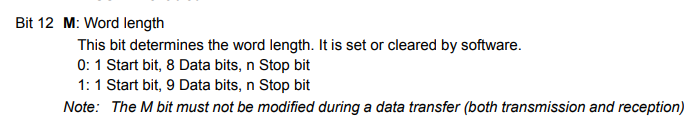 Bit 12 M: Word length
This bit determines the word length. It is set or cleared by software.
0: 1 Start bit, 8 Data bits, n Stop bit
1: 1 Start bit, 9 Data bits, n Stop bit
Note: The M bit must not be modified during a data transfer (both transmission and reception)